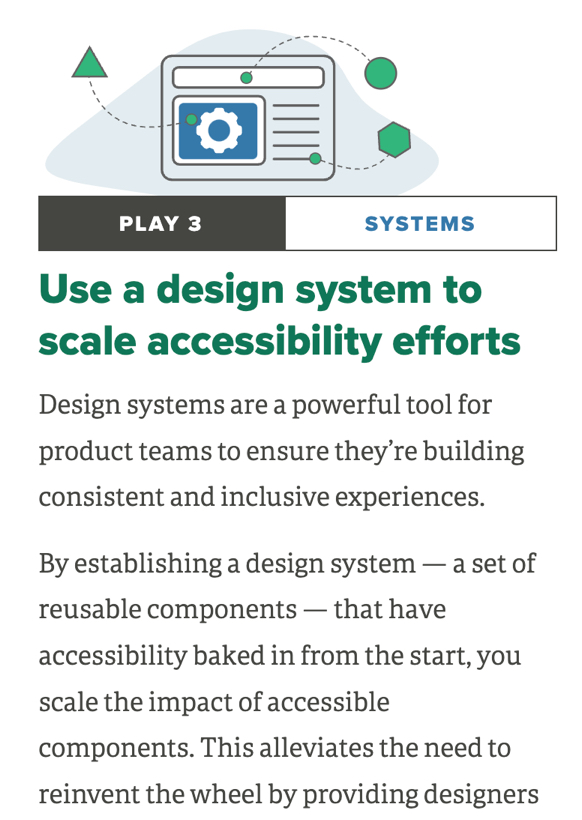 PLAY 3
SYSTEMS
Use a design system to
scale accessibility efforts
Design systems are a powerful tool for
product teams to ensure they’re building
consistent and inclusive experiences.
By establishing a design system — a set of
reusable components — that have
accessibility baked in from the start, you
scale the impact of accessible
components. This alleviates the need to
reinvent the wheel by providing designers